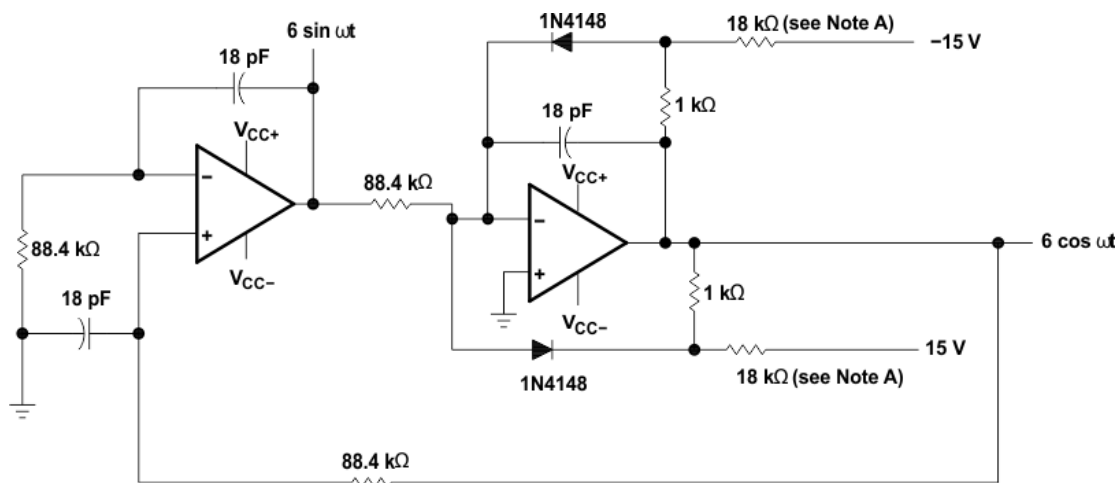 1N4148
18 kΩ (see Note A)
−15 V
6 sin ωt
18 pF
1 kΩ
18 pF
VCC+
VCC+
88.4 kΩ
−
−
6 cos ωt
88.4 kΩ
+
+
VCC−
1 kΩ
18 pF
VCC−
15 V
1N4148
18 kΩ (see Note A)
88.4 kΩ